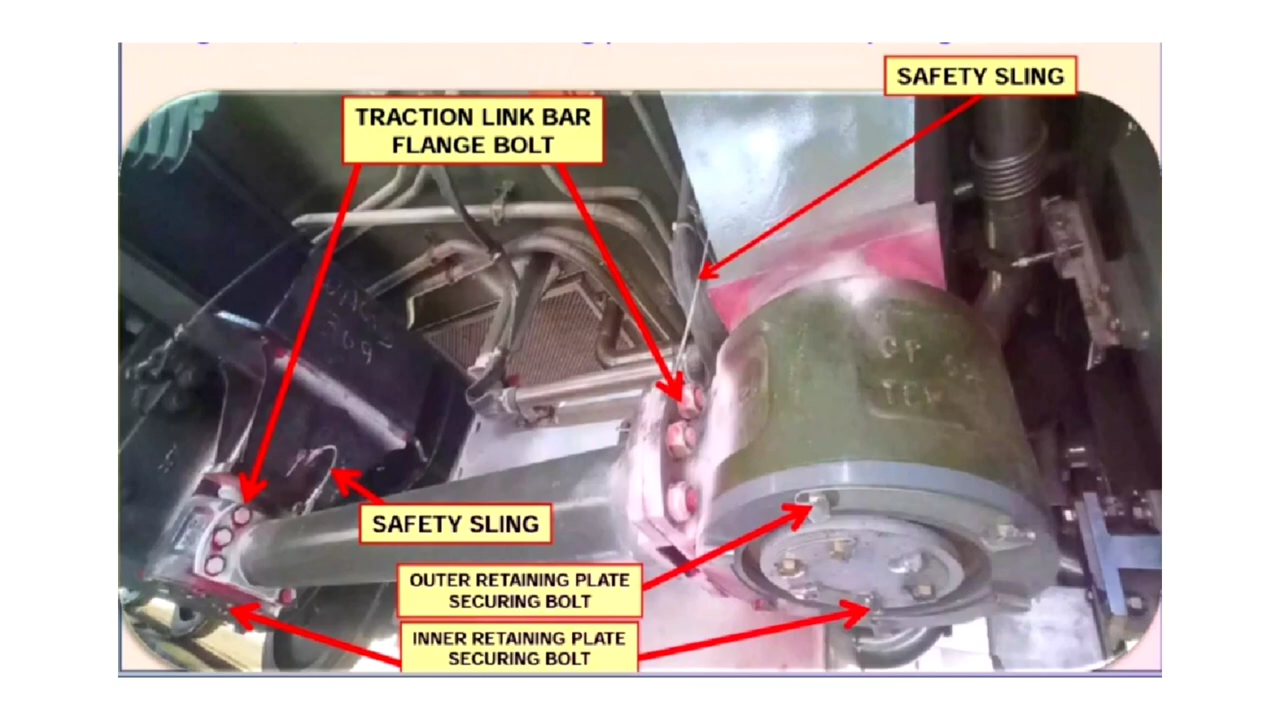 SAFETY SLING
TRACTION LINK BAR
FLANGE BOLT
SAFETY SLING
OUTER RETAINING PLATE
SECURING BOLT
INNER RETAINING PLATE
SECURING BOLT